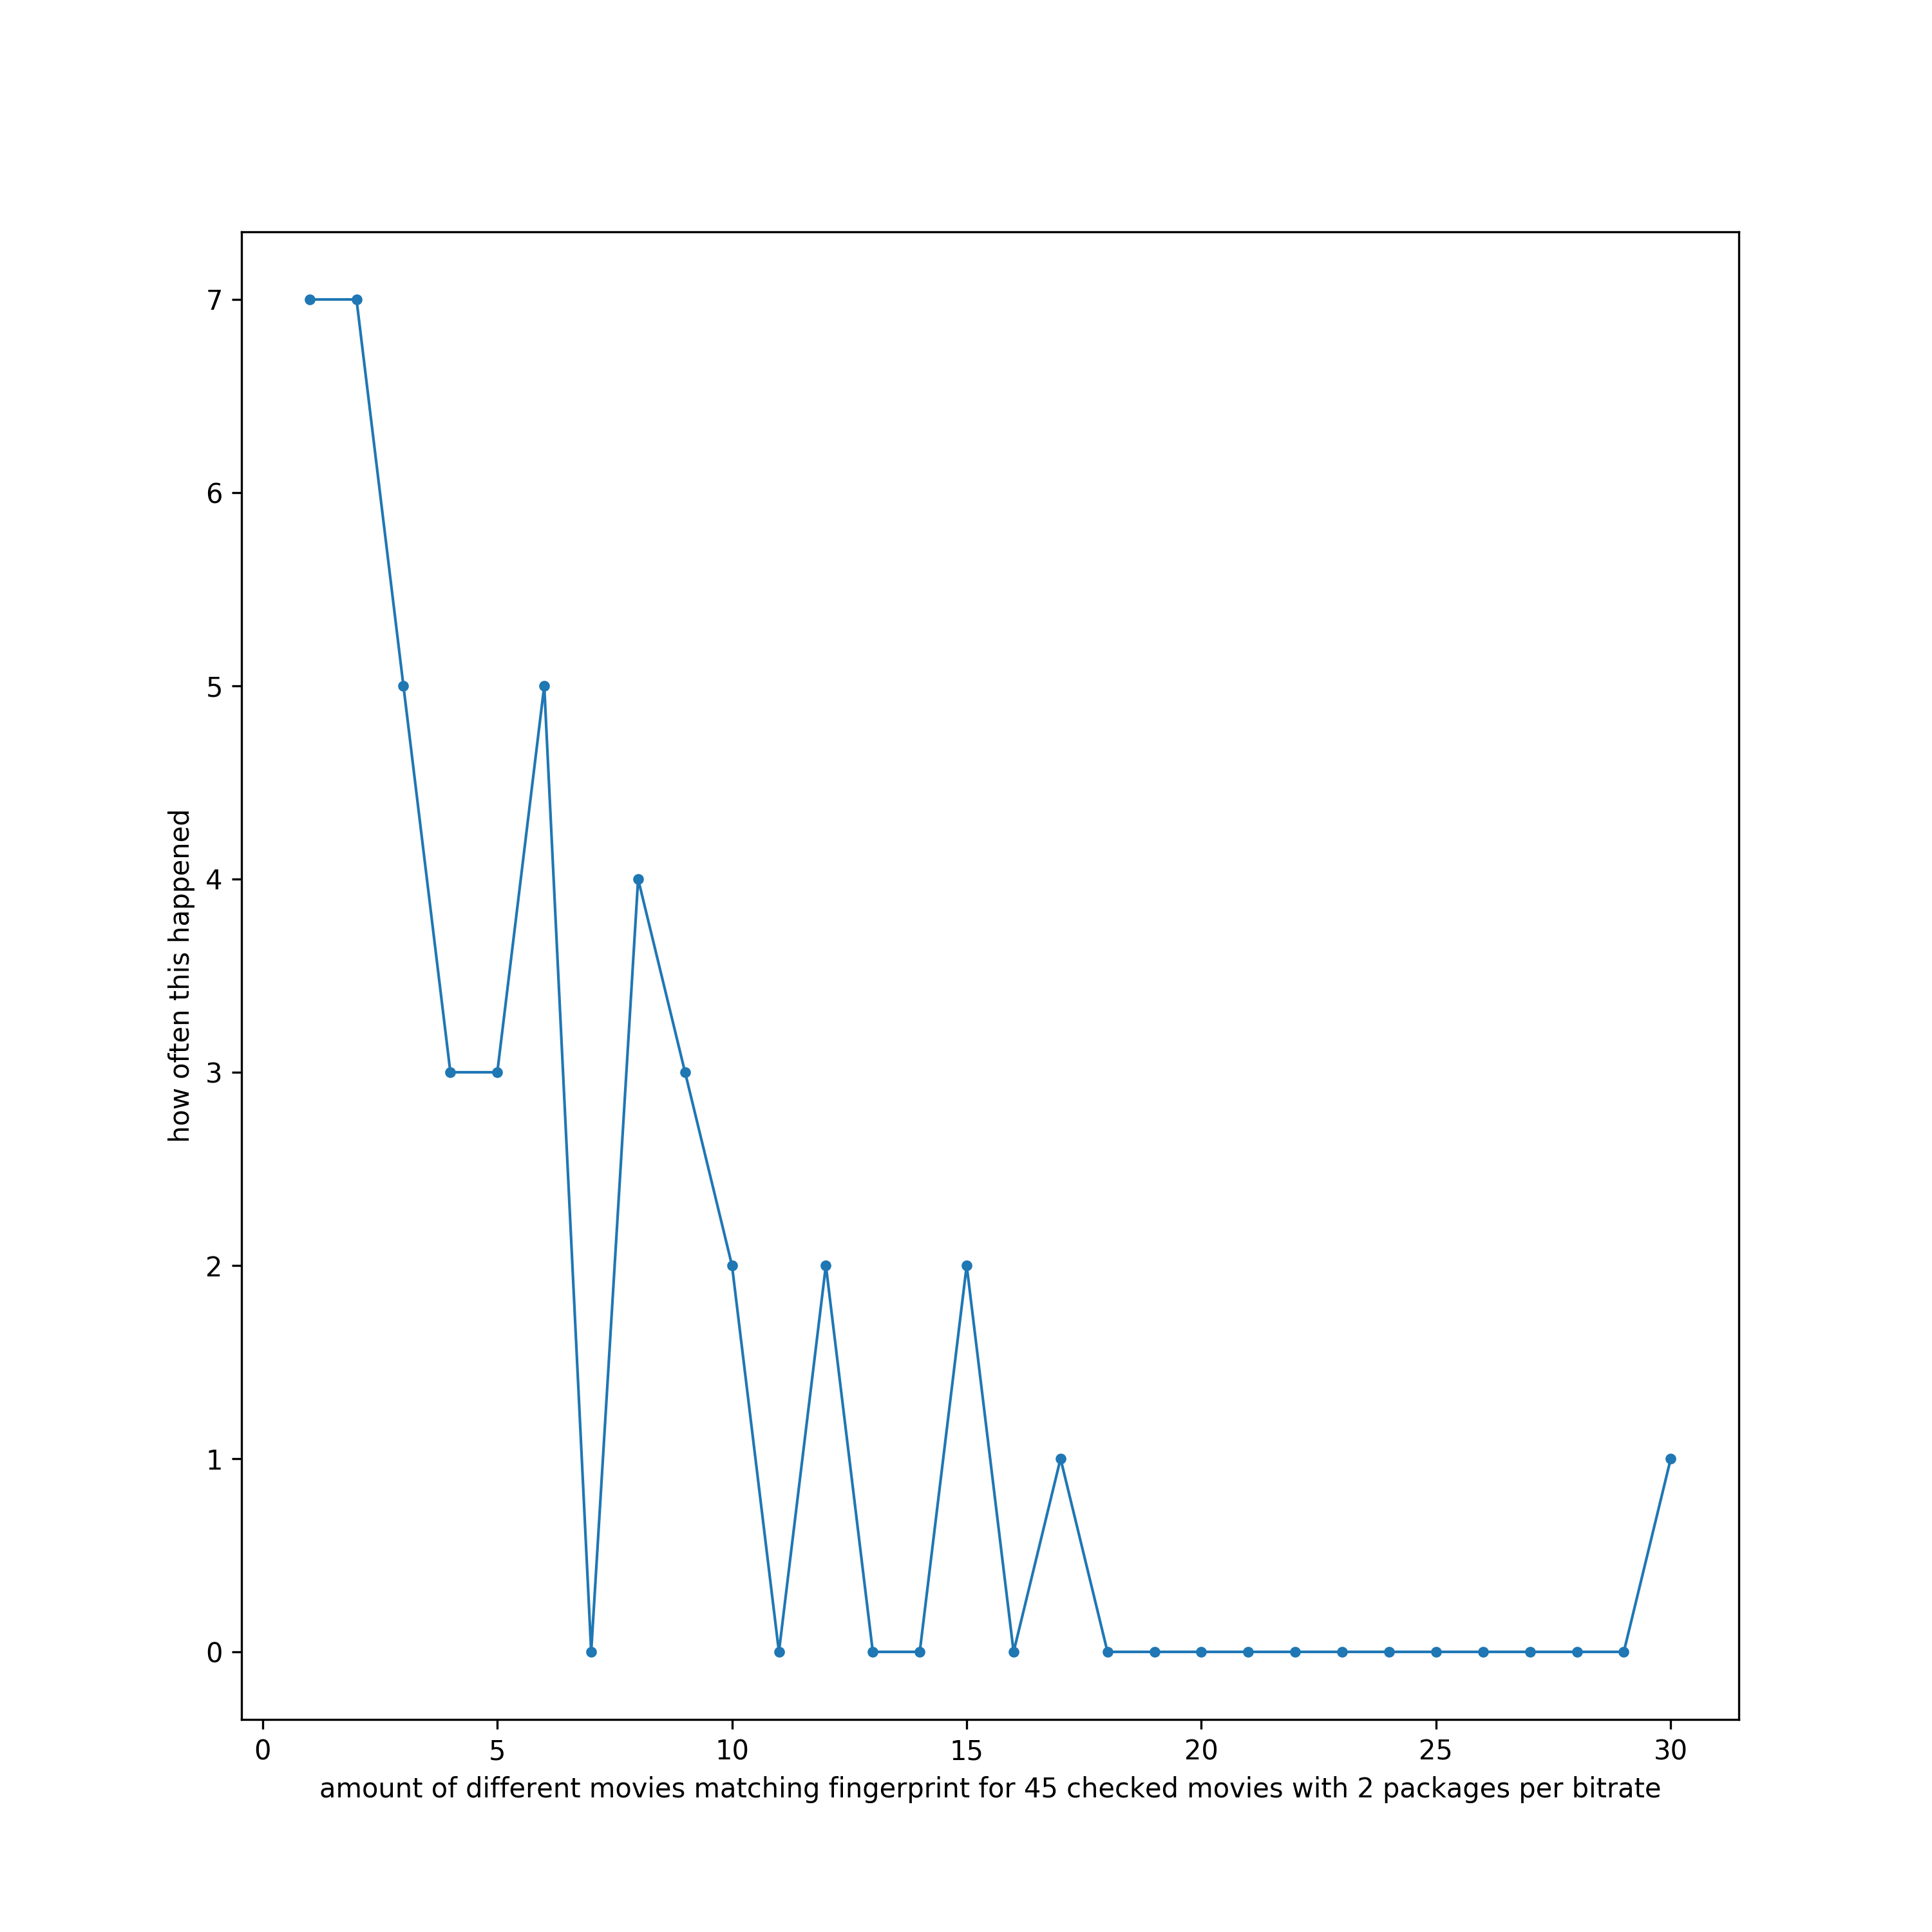 7
6
5
4
3
2
1
0
how often this happened
0 5 10 15 20 25 30
amount of different movies matching fingerprint for 45 checked movies with 2 packages per bitrate